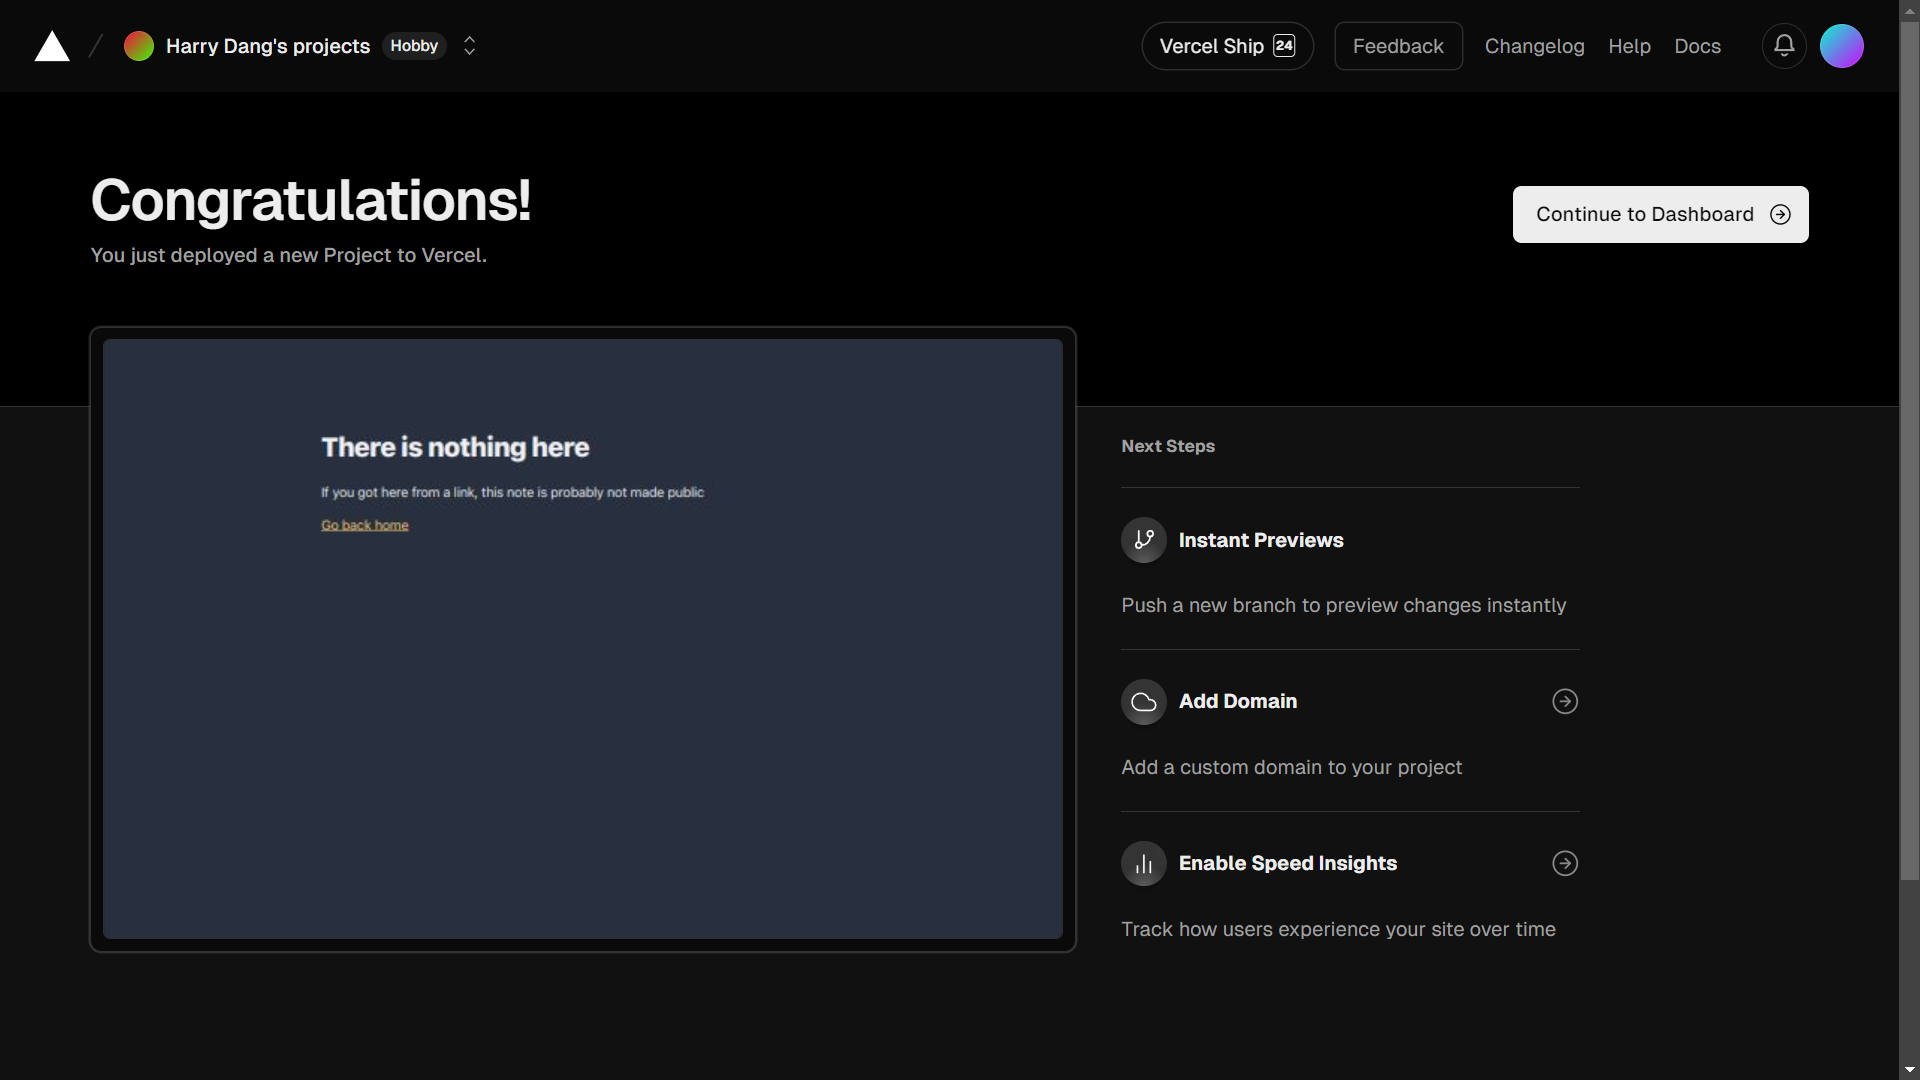 Harry Dang's projects Hobby
Vercel Ship 24 Feedback Changelog Help Docs
Congratulations!
You just deployed a new Project to Vercel.
Continue to Dashboard
There is nothing here
If you got here from a link, this note is probably not made public
Go back home
Next Steps
Instant Previews
Push a new branch to preview changes instantly
Add Domain
Add a custom domain to your project
Enable Speed Insights
Track how users experience your site over time